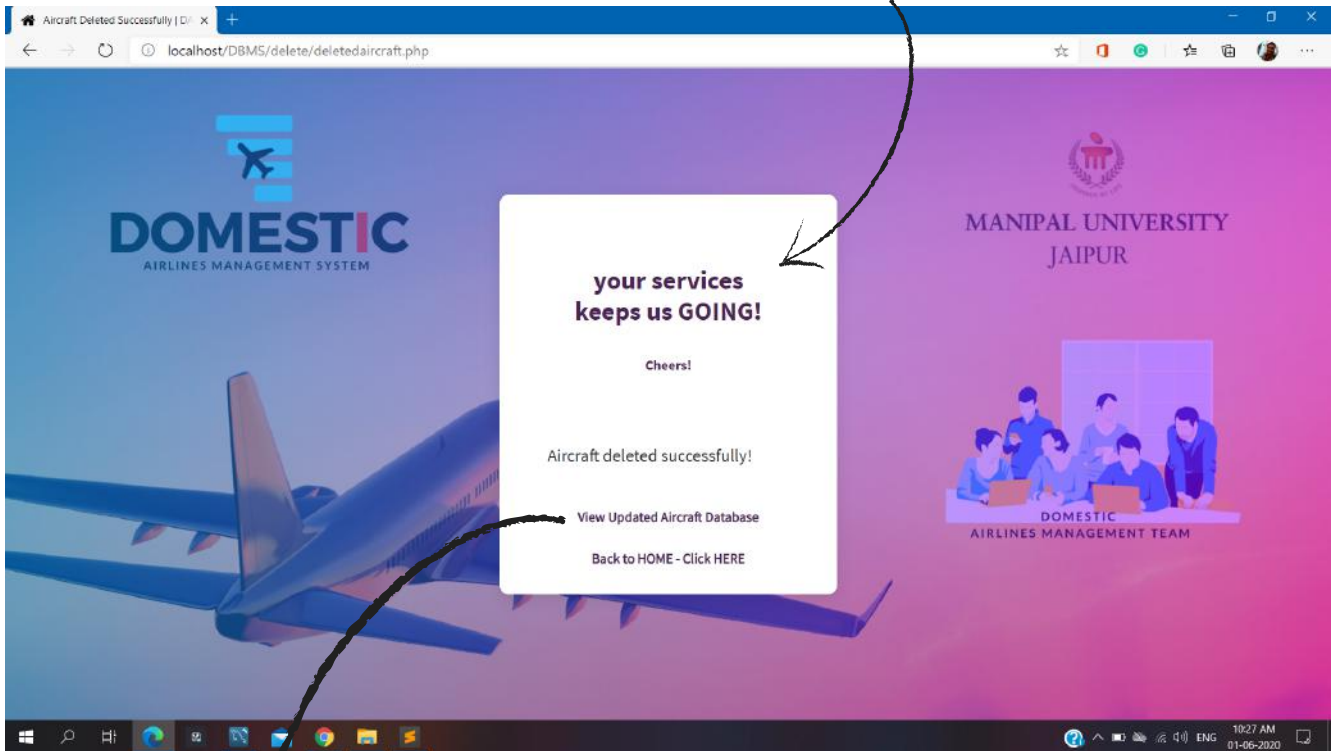 Aircraft Deleted Successfully | DA
localhost/DBMS/delete/deletedaircraft.php
DOMESTIC
AIRLINES MANAGEMENT SYSTEM
MANIPAL UNIVERSITY
JAIPUR
your services
keeps us GOING!
Cheers!
Aircraft deleted successfully!
View Updated Aircraft Database
Back to HOME - Click HERE
DOMESTIC
AIRLINES MANAGEMENT TEAM
ENG
10:27 AM
01-06-2020